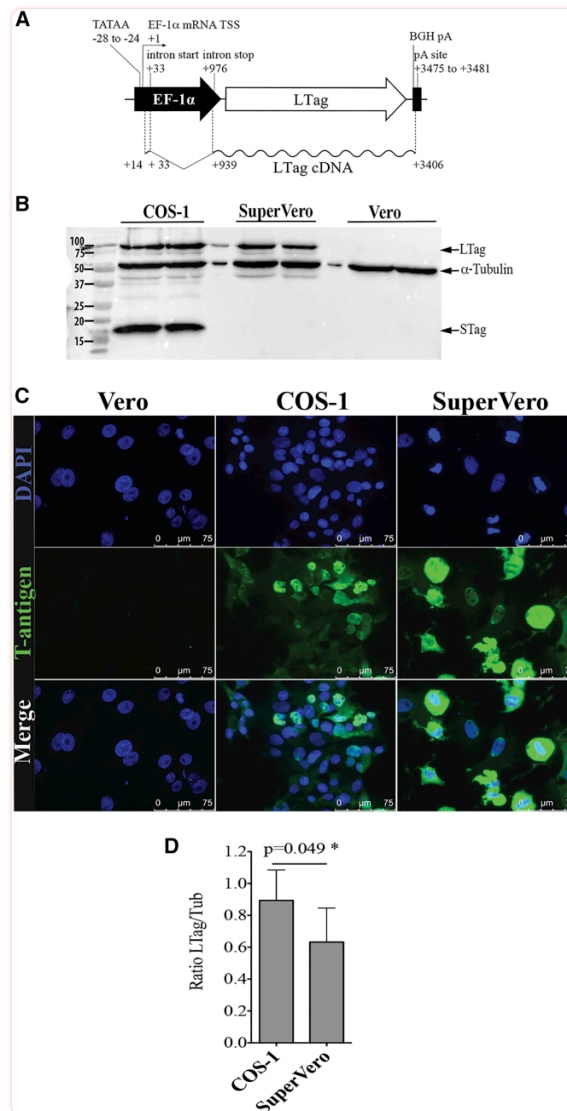 A
TATAA
-28 to -24
EF-1α mRNA TSS
+1
intron start
+33
intron stop
+976
BGH pA
pA site
+3475 to +3481
EF-1α
LTag
+14
+ 33
+939
LTag cDNA
+3406
B
COS-1
SuperVero
Vero
100
75
50
37
25
20
15
LTag
α-Tubulin
STag
C
Vero
COS-1
SuperVero
DAPI
0 µm 75
0 µm 75
0 µm 75
T-antigen
0 µm 75
0 µm 75
0 µm 75
Merge
0 µm 75
0 µm 75
0 µm 75
D
p=0.049 *
Ratio LTag/Tub
1.2
1.0
0.8
0.6
0.4
0.2
0.0
COS-1
SuperVero